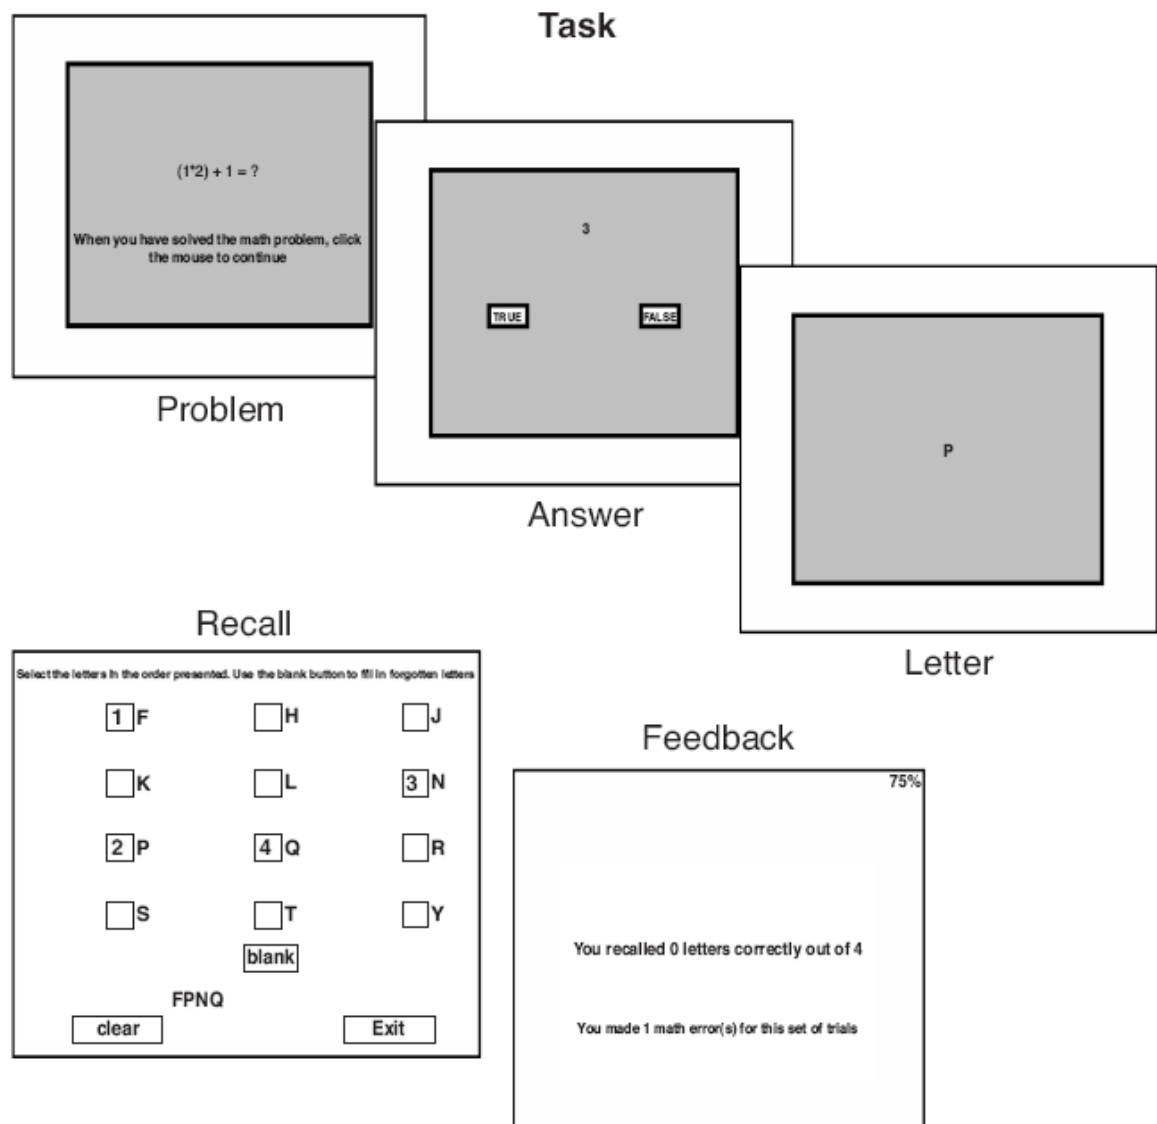 Task
(1*2) + 1 = ?
When you have solved the math problem, click
the mouse to continue
Problem
3
TRUE FALSE
Answer
P
Letter
Recall
Select the letters in the order presented. Use the blank button to fill in forgotten letters
1 F H J
K L 3 N
2 P 4 Q R
S T Y
blank
FPNQ
clear Exit
Feedback
75%
You recalled 0 letters correctly out of 4
You made 1 math error(s) for this set of trials